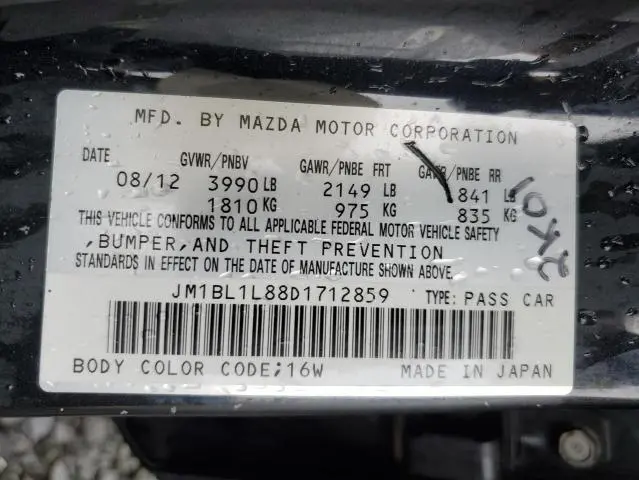 MFD. BY MAZDA MOTOR CORPORATION
DATE GVWR/PNBV GAWR/PNBE FRT GAWR/PNBE RR
08/12 3990 LB 2149 LB 841 LB
1810 KG 975 KG 835 KG
THIS VEHICLE CONFORMS TO ALL APPLICABLE FEDERAL MOTOR VEHICLE SAFETY
,BUMPER,AND THEFT PREVENTION
STANDARDS IN EFFECT ON THE DATE OF MANUFACTURE SHOWN ABOVE.
JM1BL1L88D1712859 TYPE: PASS CAR
BODY COLOR CODE;16W MADE IN JAPAN